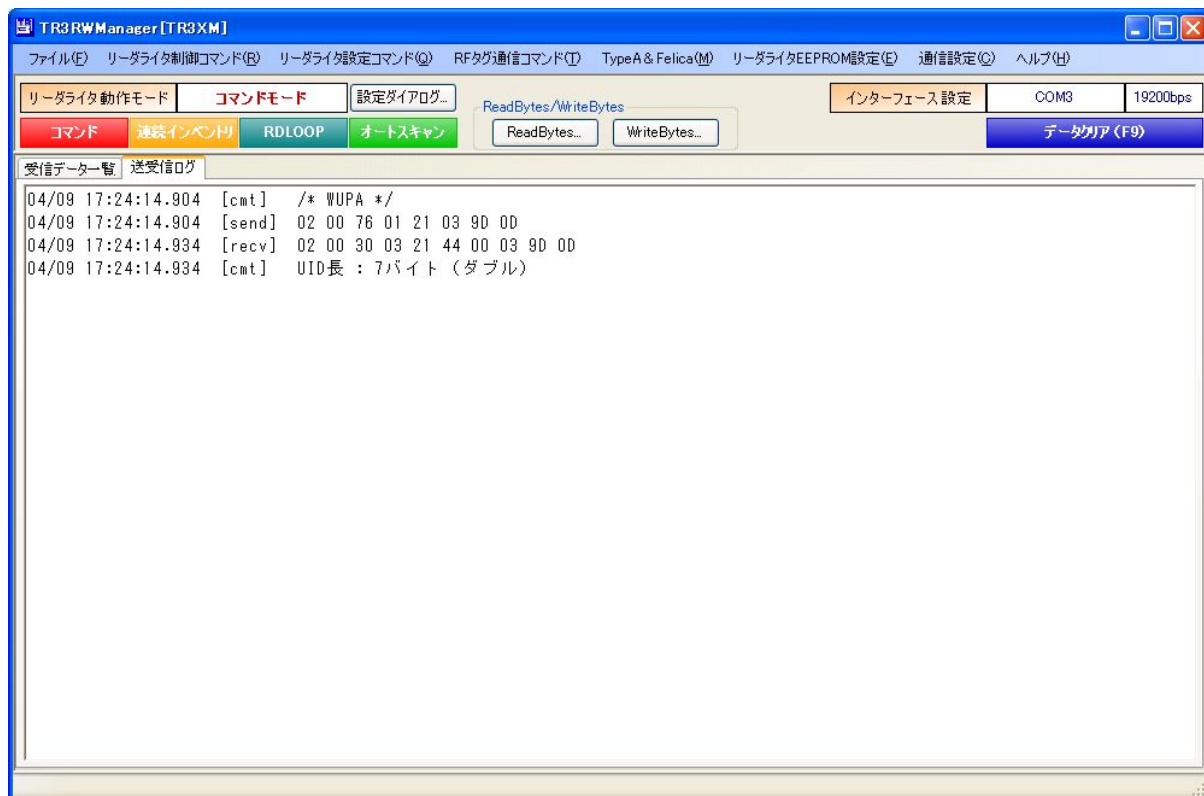 TR3RWManager[TR3XM]
ファイル(F) リーダライタ制御コマンド(R) リーダライタ設定コマンド(O) RFタグ通信コマンド(T) TypeA＆Felica(M) リーダライタEEPROM設定(E) 通信設定(C) ヘルプ(H)
リーダライタ動作モード コマンドモード 設定ダイアログ... ReadBytes/WriteBytes インターフェース設定 COM3 19200bps
コマンド 連続インベントリ RDLOOP オートスキャン ReadBytes... WriteBytes... データクリア(F9)
受信データ一覧 送受信ログ
04/09 17:24:14.904 [cmt] /* WUPA */
04/09 17:24:14.904 [send] 02 00 76 01 21 03 9D 0D
04/09 17:24:14.934 [recv] 02 00 30 03 21 44 00 03 9D 0D
04/09 17:24:14.934 [cmt] UID長 : 7バイト (ダブル)